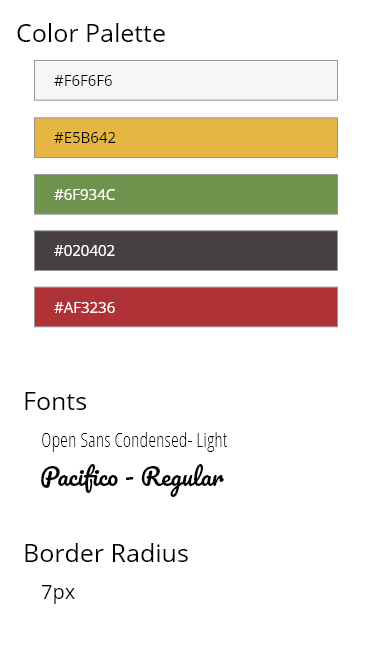 Color Palette
#F6F6F6
#E5B642
#6F934C
#020402
#AF3236
Fonts
Open Sans Condensed- Light
Pacifico - Regular
Border Radius
7px